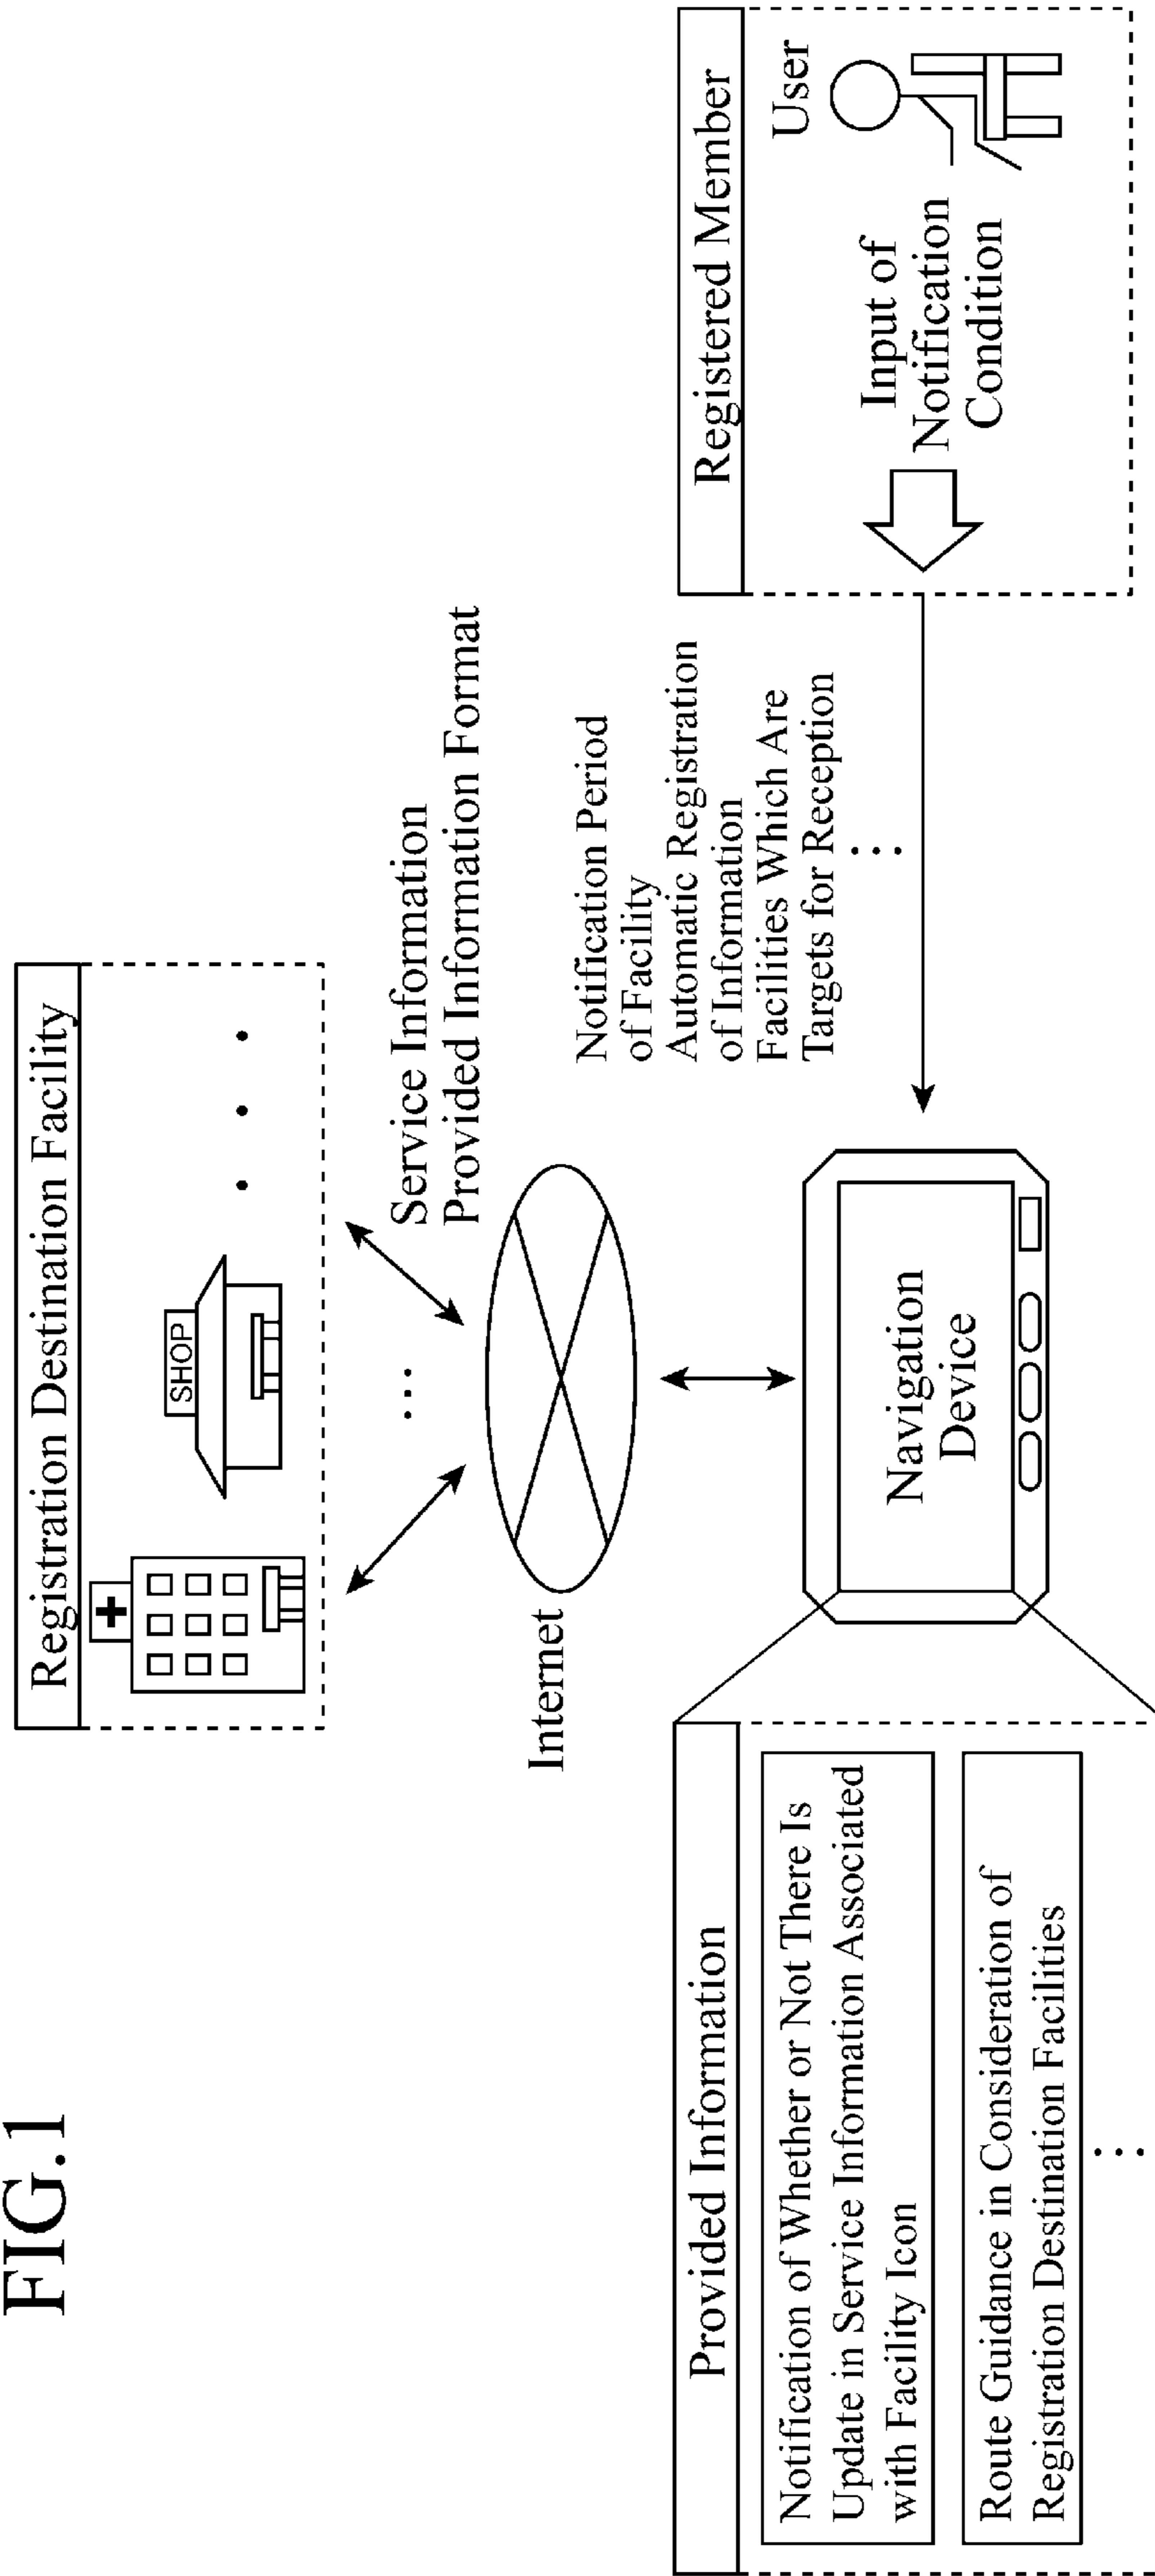 FIG.1
Registration Destination Facility
SHOP
Service Information
Provided Information Format
Internet
Provided Information
Notification of Whether or Not There Is
Update in Service Information Associated
with Facility Icon
Route Guidance in Consideration of
Registration Destination Facilities
Navigation
Device
Notification Period
of Facility
Automatic Registration
of Information
Facilities Which Are
Targets for Reception
Registered Member
User
Input of
Notification
Condition